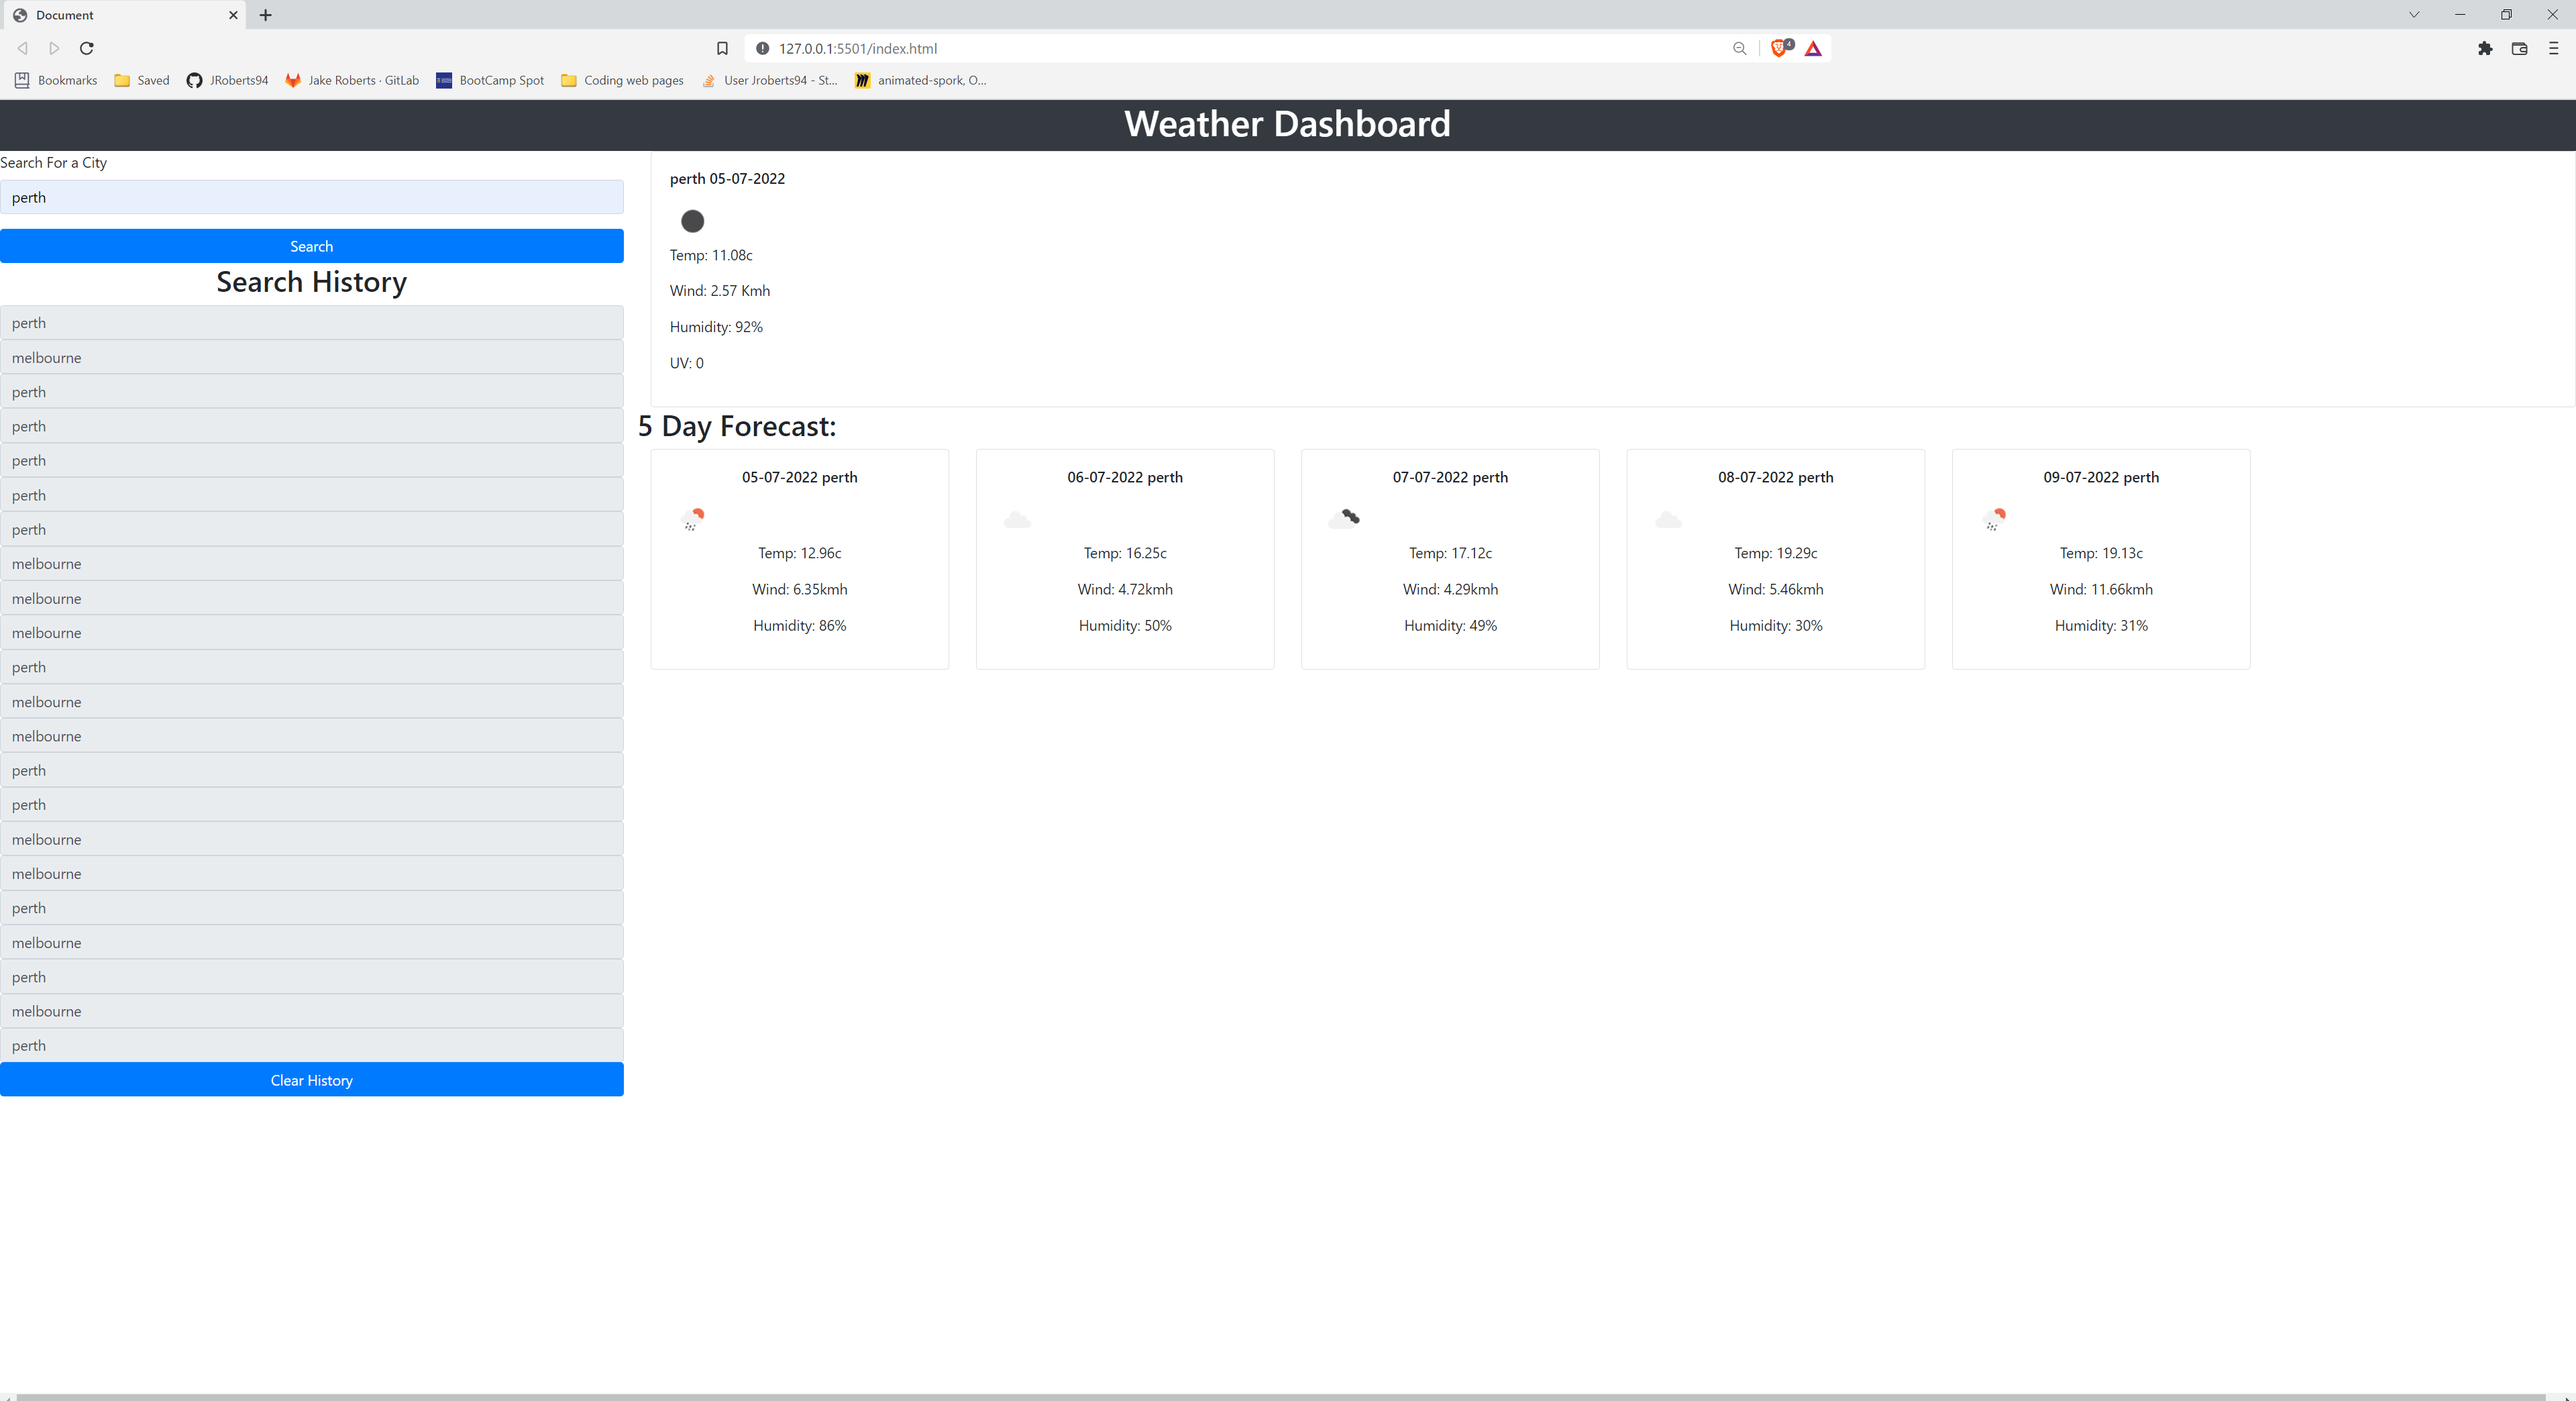 Document
127.0.0.1:5501/index.html
4
Bookmarks Saved JRoberts94 Jake Roberts · GitLab BootCamp Spot Coding web pages User Jroberts94 - St... animated-spork, O...
Weather Dashboard
Search For a City
perth
Search
Search History
perth
melbourne
perth
perth
perth
perth
perth
melbourne
melbourne
melbourne
perth
melbourne
melbourne
perth
perth
melbourne
melbourne
perth
melbourne
perth
melbourne
perth
Clear History
perth 05-07-2022
Temp: 11.08c
Wind: 2.57 Kmh
Humidity: 92%
UV: 0
5 Day Forecast:
05-07-2022 perth
Temp: 12.96c
Wind: 6.35kmh
Humidity: 86%
06-07-2022 perth
Temp: 16.25c
Wind: 4.72kmh
Humidity: 50%
07-07-2022 perth
Temp: 17.12c
Wind: 4.29kmh
Humidity: 49%
08-07-2022 perth
Temp: 19.29c
Wind: 5.46kmh
Humidity: 30%
09-07-2022 perth
Temp: 19.13c
Wind: 11.66kmh
Humidity: 31%